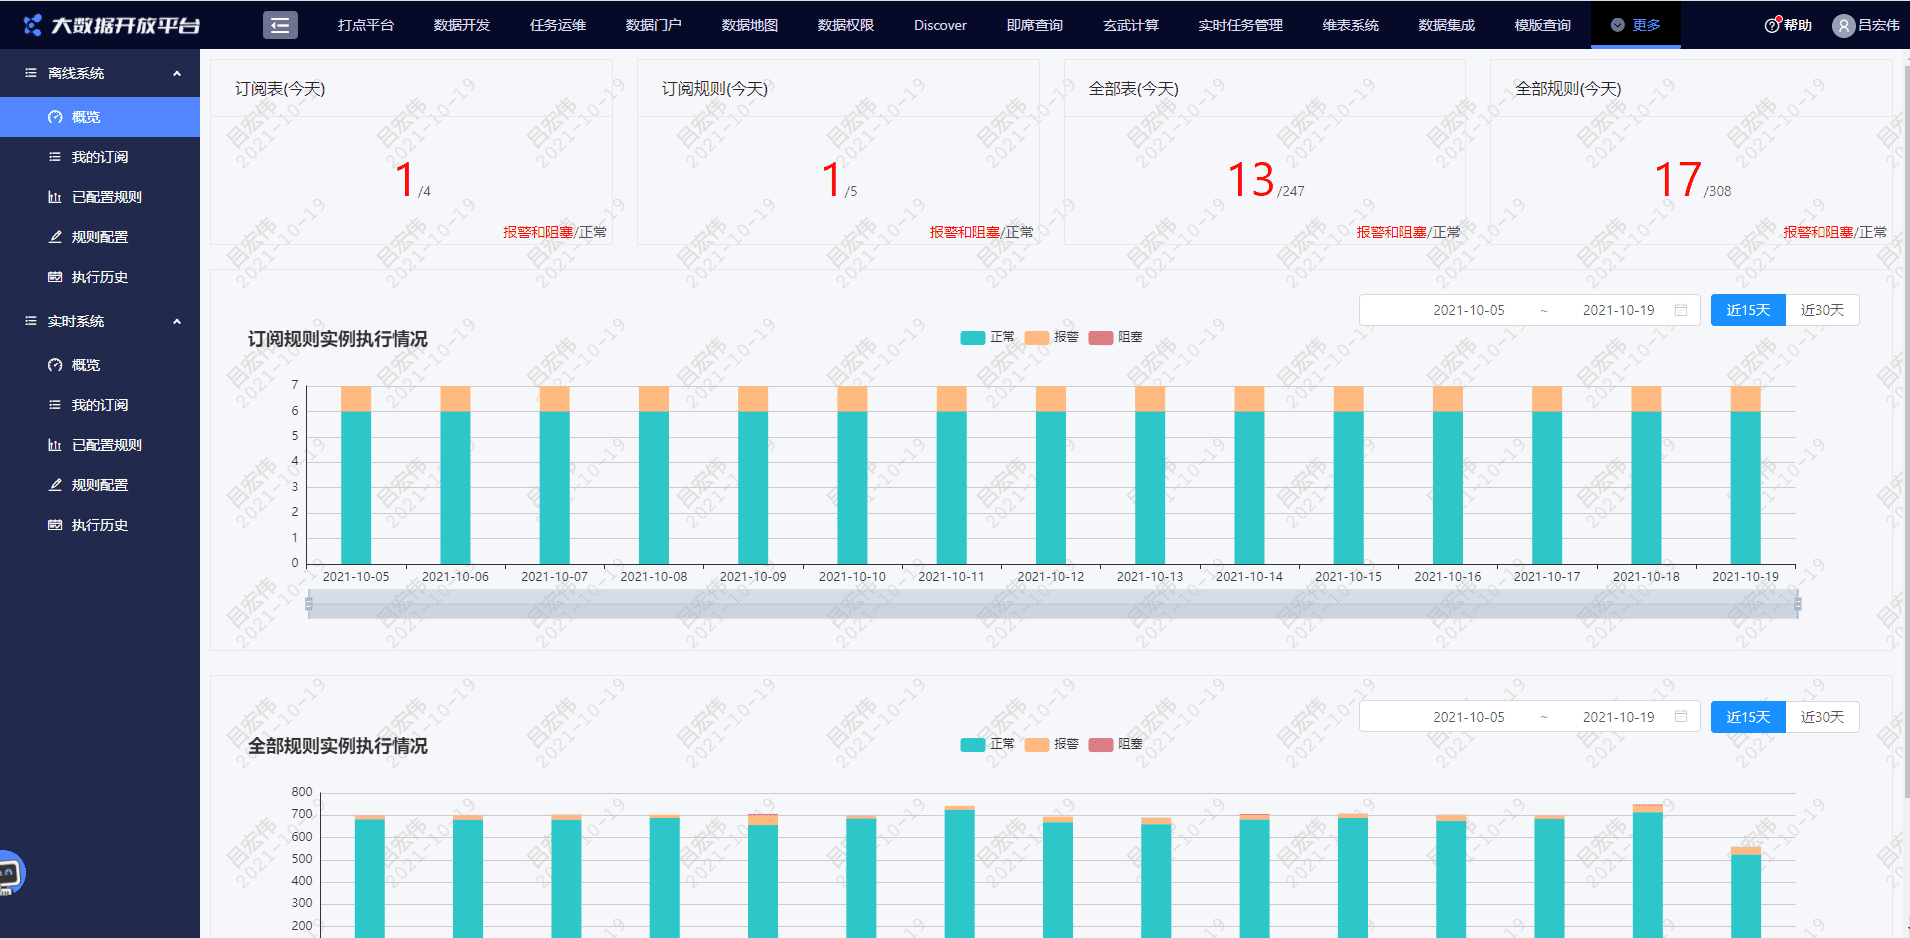 大数据开放平台
打点平台 数据开发 任务运维 数据门户 数据地图 数据权限 Discover 即席查询 玄武计算 实时任务管理 维表系统 数据集成 模版查询 更多 帮助 吕宏伟
离线系统
概览
我的订阅
已配置规则
规则配置
执行历史
实时系统
概览
我的订阅
已配置规则
规则配置
执行历史
订阅表(今天)
1/4
报警和阻塞/正常
订阅规则(今天)
1/5
报警和阻塞/正常
全部表(今天)
13/247
报警和阻塞/正常
全部规则(今天)
17/308
报警和阻塞/正常
2021-10-05 ~ 2021-10-19 近15天 近30天
订阅规则实例执行情况
正常 报警 阻塞
7
6
5
4
3
2
1
0
2021-10-05 2021-10-06 2021-10-07 2021-10-08 2021-10-09 2021-10-10 2021-10-11 2021-10-12 2021-10-13 2021-10-14 2021-10-15 2021-10-16 2021-10-17 2021-10-18 2021-10-19
2021-10-05 ~ 2021-10-19 近15天 近30天
全部规则实例执行情况
正常 报警 阻塞
800
700
600
500
400
300
200
吕宏伟
2021-10-19